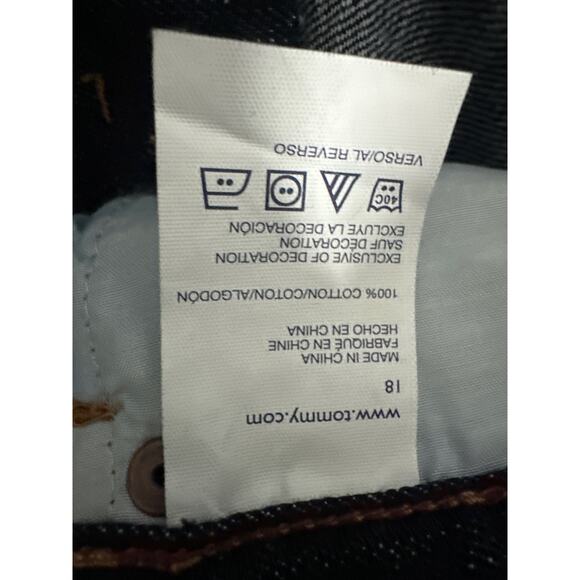 www.tommy.com
18
MADE IN CHINA
FABRIQUÉ EN CHINE
HECHO EN CHINA
100% COTTON/COTON/ALGODÓN
EXCLUSIVE OF DECORATION
SAUF DÉCORATION
EXCLUYE LA DECORACIÓN
40C
VERSO/AL REVERSO